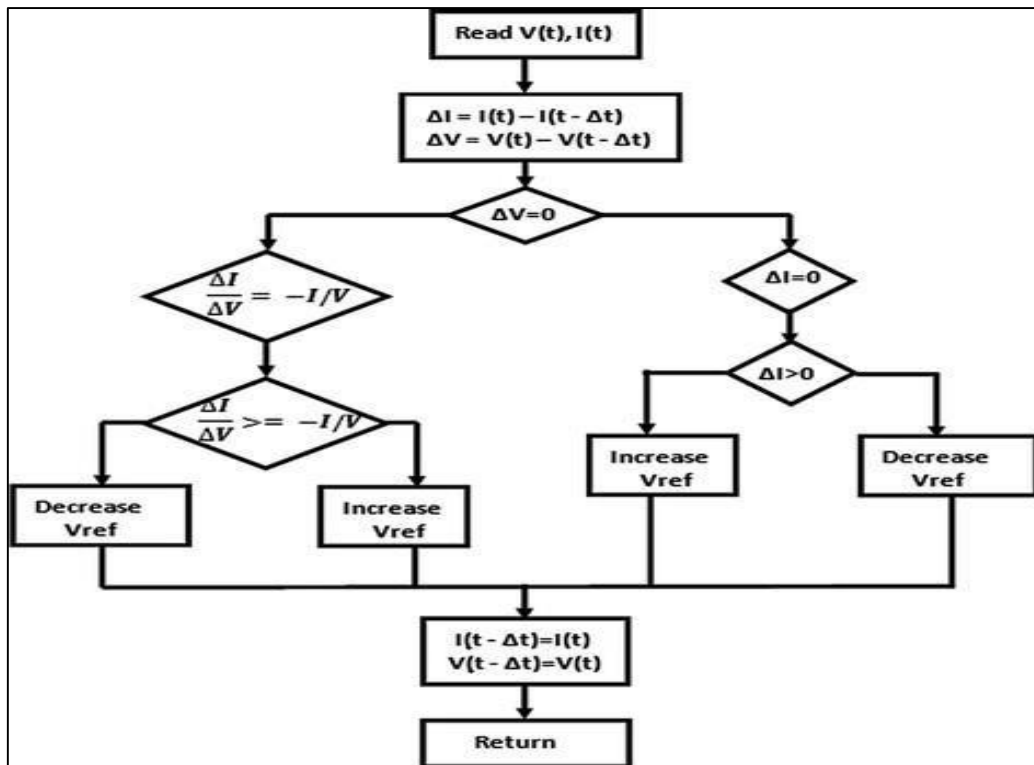 Read V(t), I(t)
ΔI = I(t) – I(t - Δt)
ΔV = V(t) – V(t - Δt)
ΔV=0
ΔI/ΔV = -I/V
ΔI=0
ΔI/ΔV >= -I/V
ΔI>0
Decrease
Vref
Increase
Vref
Increase
Vref
Decrease
Vref
I(t - Δt)=I(t)
V(t - Δt)=V(t)
Return